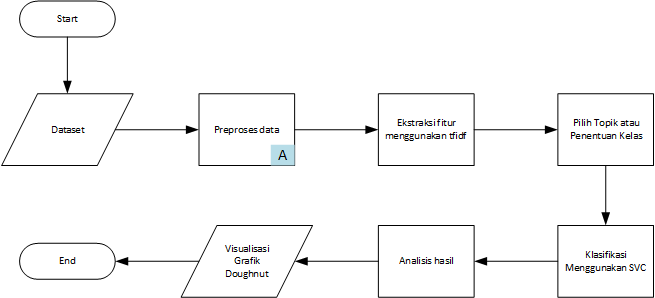 Start
Dataset
Preproses data
A
Ekstraksi fitur
menggunakan tfidf
Pilih Topik atau
Penentuan Kelas
Klasifikasi
Menggunakan SVC
Analisis hasil
Visualisasi
Grafik
Doughnut
End